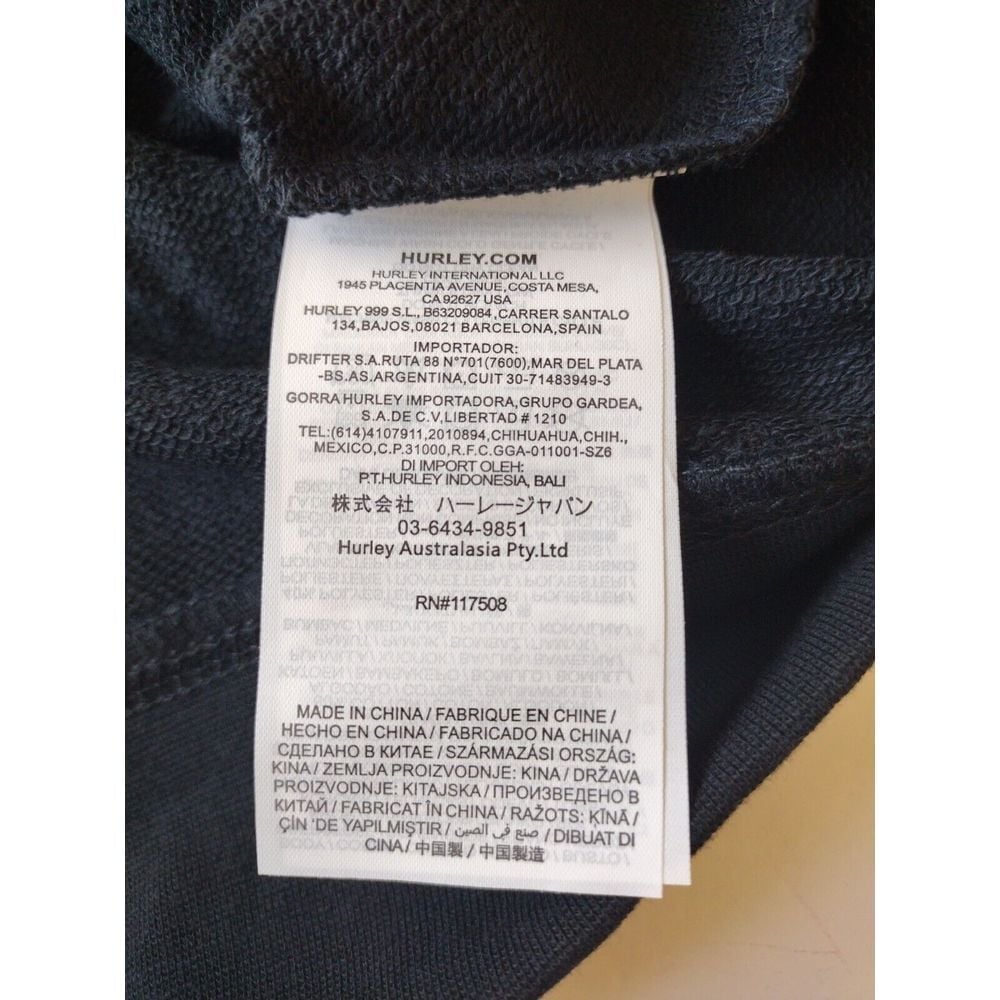 HURLEY.COM
HURLEY INTERNATIONAL LLC
1945 PLACENTIA AVENUE, COSTA MESA,
CA 92627 USA
HURLEY 999 S.L., B63209084, CARRER SANTALO
134, BAJOS, 08021 BARCELONA, SPAIN
IMPORTADOR:
DRIFTER S.A. RUTA 88 N°701(7600), MAR DEL PLATA
-BS.AS. ARGENTINA, CUIT 30-71483949-3
GORRA HURLEY IMPORTADORA, GRUPO GARDEA,
S.A. DE C.V, LIBERTAD # 1210
TEL:(614)4107911,2010894, CHIHUAHUA, CHIH.,
MEXICO, C.P. 31000, R.F.C. GGA-011001-SZ6
DI IMPORT OLEH:
P.T. HURLEY INDONESIA, BALI
株式会社 ハーレージャパン
03-6434-9851
Hurley Australasia Pty.Ltd
RN#117508
MADE IN CHINA / FABRIQUE EN CHINE /
HECHO EN CHINA / FABRICADO NA CHINA /
СДЕЛАНО В КИТАЕ / SZÁRMAZÁSI ORSZÁG:
KINA / ZEMLJA PROIZVODNJE: KINA / DRŽAVA
PROIZVODNJE: KITAJSKA / ПРОИЗВЕДЕНО В
КИТАЙ / FABRICAT ÎN CHINA / RAŽOTS: ĶĪNĀ /
ÇİN 'DE YAPILMIŞTIR / صنع في الصين / DIBUAT DI
CINA / 中国製 / 中国製造